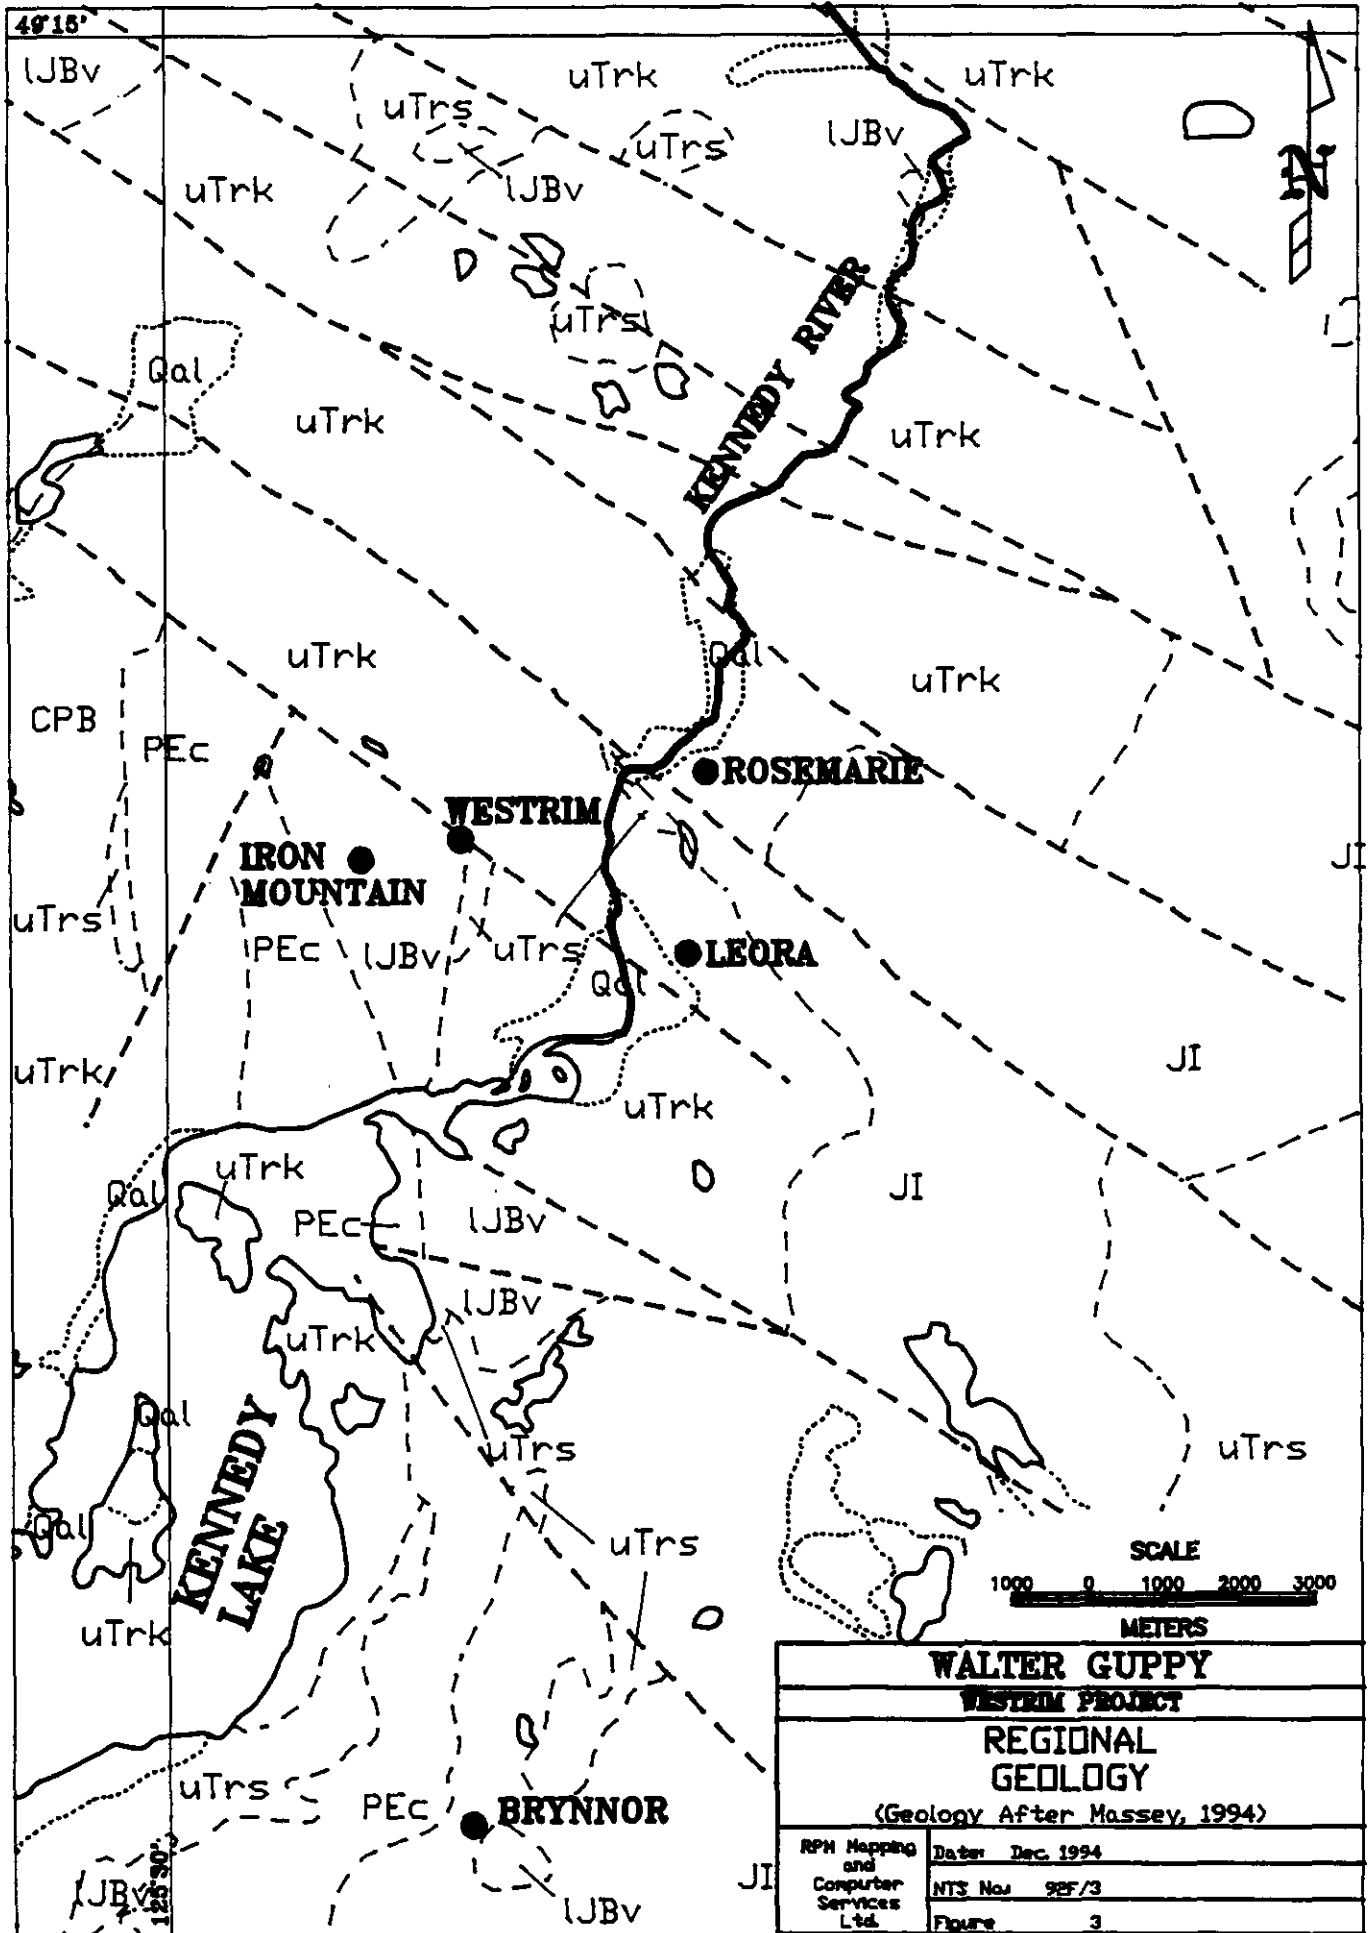 49°15'
lJBv
uTrk
uTrk
uTrs
uTrs
lJBv
uTrk
lJBv
N
uTrs
Qal
uTrk
uTrk
KENNEDY RIVER
uTrk
Qal
uTrk
CPB
PEc
ROSEMARIE
WESTRIM
IRON
MOUNTAIN
JI
uTrs
PEc
lJBv
uTrs
LEORA
Qal
uTrk
uTrk
JI
uTrk
Qal
PEc
lJBv
JI
lJBv
uTrk
Qal
KENNEDY
LAKE
uTrs
uTrs
Qal
uTrs
uTrk
SCALE
1000 0 1000 2000 3000
METERS
uTrs
PEc
BRYNNOR
JI
lJBv
lJBv
125°30'
WALTER GUPPY
WESTRIM PROJECT
REGIONAL
GEOLOGY
(Geology After Massey, 1994)
RPM Mapping
and
Computer
Services
Ltd.
Date: Dec. 1994
NTS No: 92F/3
Figure 3